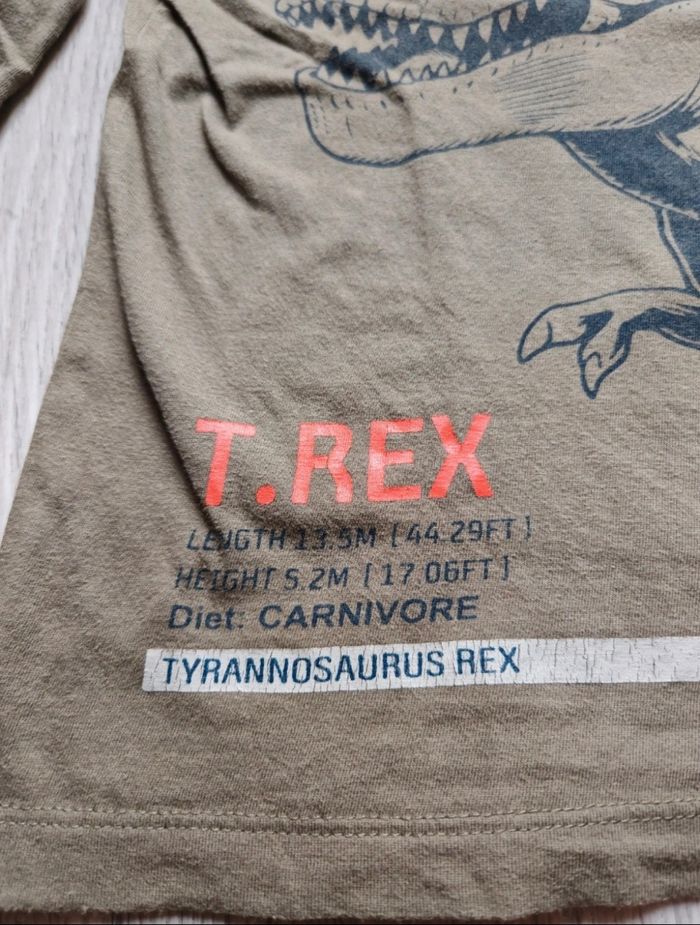 T.REX
LENGTH 13.5M [44.29FT]
HEIGHT 5.2M [17.06FT]
Diet: CARNIVORE
TYRANNOSAURUS REX